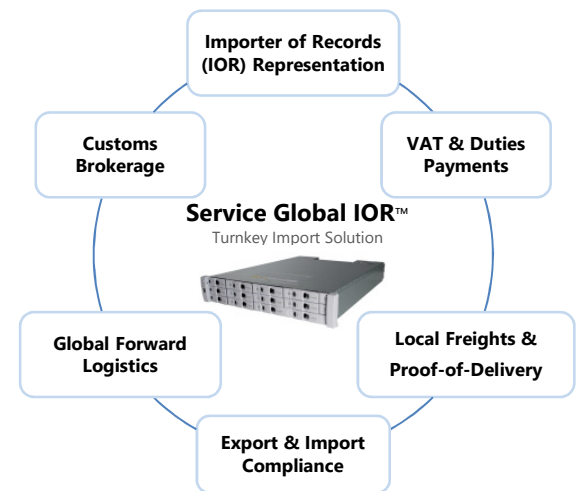 Importer of Records
(IOR) Representation
Customs
Brokerage
VAT & Duties
Payments
Service Global IOR™
Turnkey Import Solution
Global Forward
Logistics
Local Freights &
Proof-of-Delivery
Export & Import
Compliance